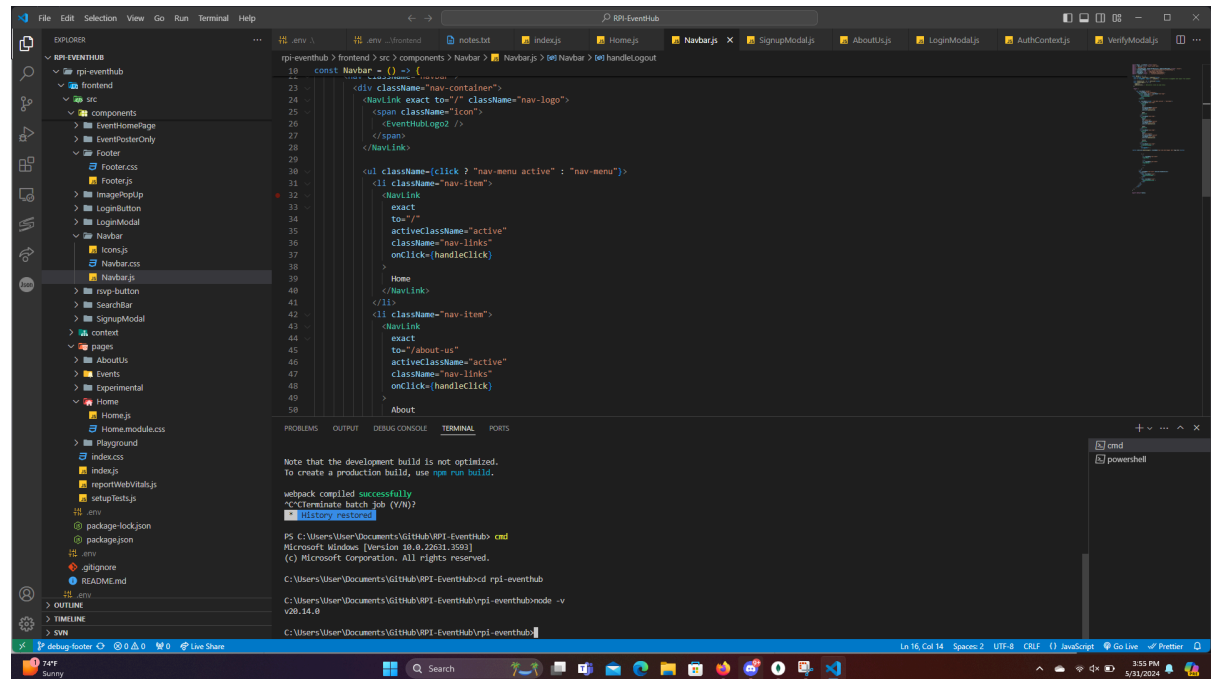 File Edit Selection View Go Run Terminal Help
RPI-EventHub
EXPLORER
.env .\
.env ...\frontend
notes.txt
index.js
Home.js
Navbar.js
SignupModal.js
AboutUs.js
LoginModal.js
AuthContext.js
VerifyModal.js
rpi-eventhub > frontend > src > components > Navbar > Navbar.js > Navbar > handleLogout
RPI-EVENTHUB
rpi-eventhub
frontend
src
components
EventHomePage
EventPosterOnly
Footer
Footer.css
Footer.js
ImagePopUp
LoginButton
LoginModal
Navbar
Icons.js
Navbar.css
Navbar.js
rsvp-button
SearchBar
SignupModal
context
pages
AboutUs
Events
Experimental
Home
Home.js
Home.module.css
Playground
index.css
index.js
reportWebVitals.js
setupTests.js
.env
package-lock.json
package.json
.env
.gitignore
README.md
.env
OUTLINE
TIMELINE
SVN
10 const Navbar = () => {
23 <div className="nav-container">
24 <NavLink exact to="/" className="nav-logo">
25 <span className="icon">
26 <EventHubLogo2 />
27 </span>
28 </NavLink>
29
30 <ul className={click ? "nav-menu active" : "nav-menu"}>
31 <li className="nav-item">
32 <NavLink
33 exact
34 to="/"
35 activeClassName="active"
36 className="nav-links"
37 onClick={handleClick}
38 >
39 Home
40 </NavLink>
41 </li>
42 <li className="nav-item">
43 <NavLink
44 exact
45 to="/about-us"
46 activeClassName="active"
47 className="nav-links"
48 onClick={handleClick}
49 >
50 About
PROBLEMS OUTPUT DEBUG CONSOLE TERMINAL PORTS
cmd
powershell
Note that the development build is not optimized.
To create a production build, use npm run build.
webpack compiled successfully
^C^CTerminate batch job (Y/N)?
* History restored
PS C:\Users\User\Documents\GitHub\RPI-EventHub> cmd
Microsoft Windows [Version 10.0.22631.3593]
(c) Microsoft Corporation. All rights reserved.
C:\Users\User\Documents\GitHub\RPI-EventHub>cd rpi-eventhub
C:\Users\User\Documents\GitHub\RPI-EventHub\rpi-eventhub>node -v
v20.14.0
C:\Users\User\Documents\GitHub\RPI-EventHub\rpi-eventhub>
debug-footer 0 0 0 Live Share
Ln 16, Col 14 Spaces: 2 UTF-8 CRLF {} JavaScript Go Live Prettier
74°F
Sunny
Search
3:55 PM
5/31/2024